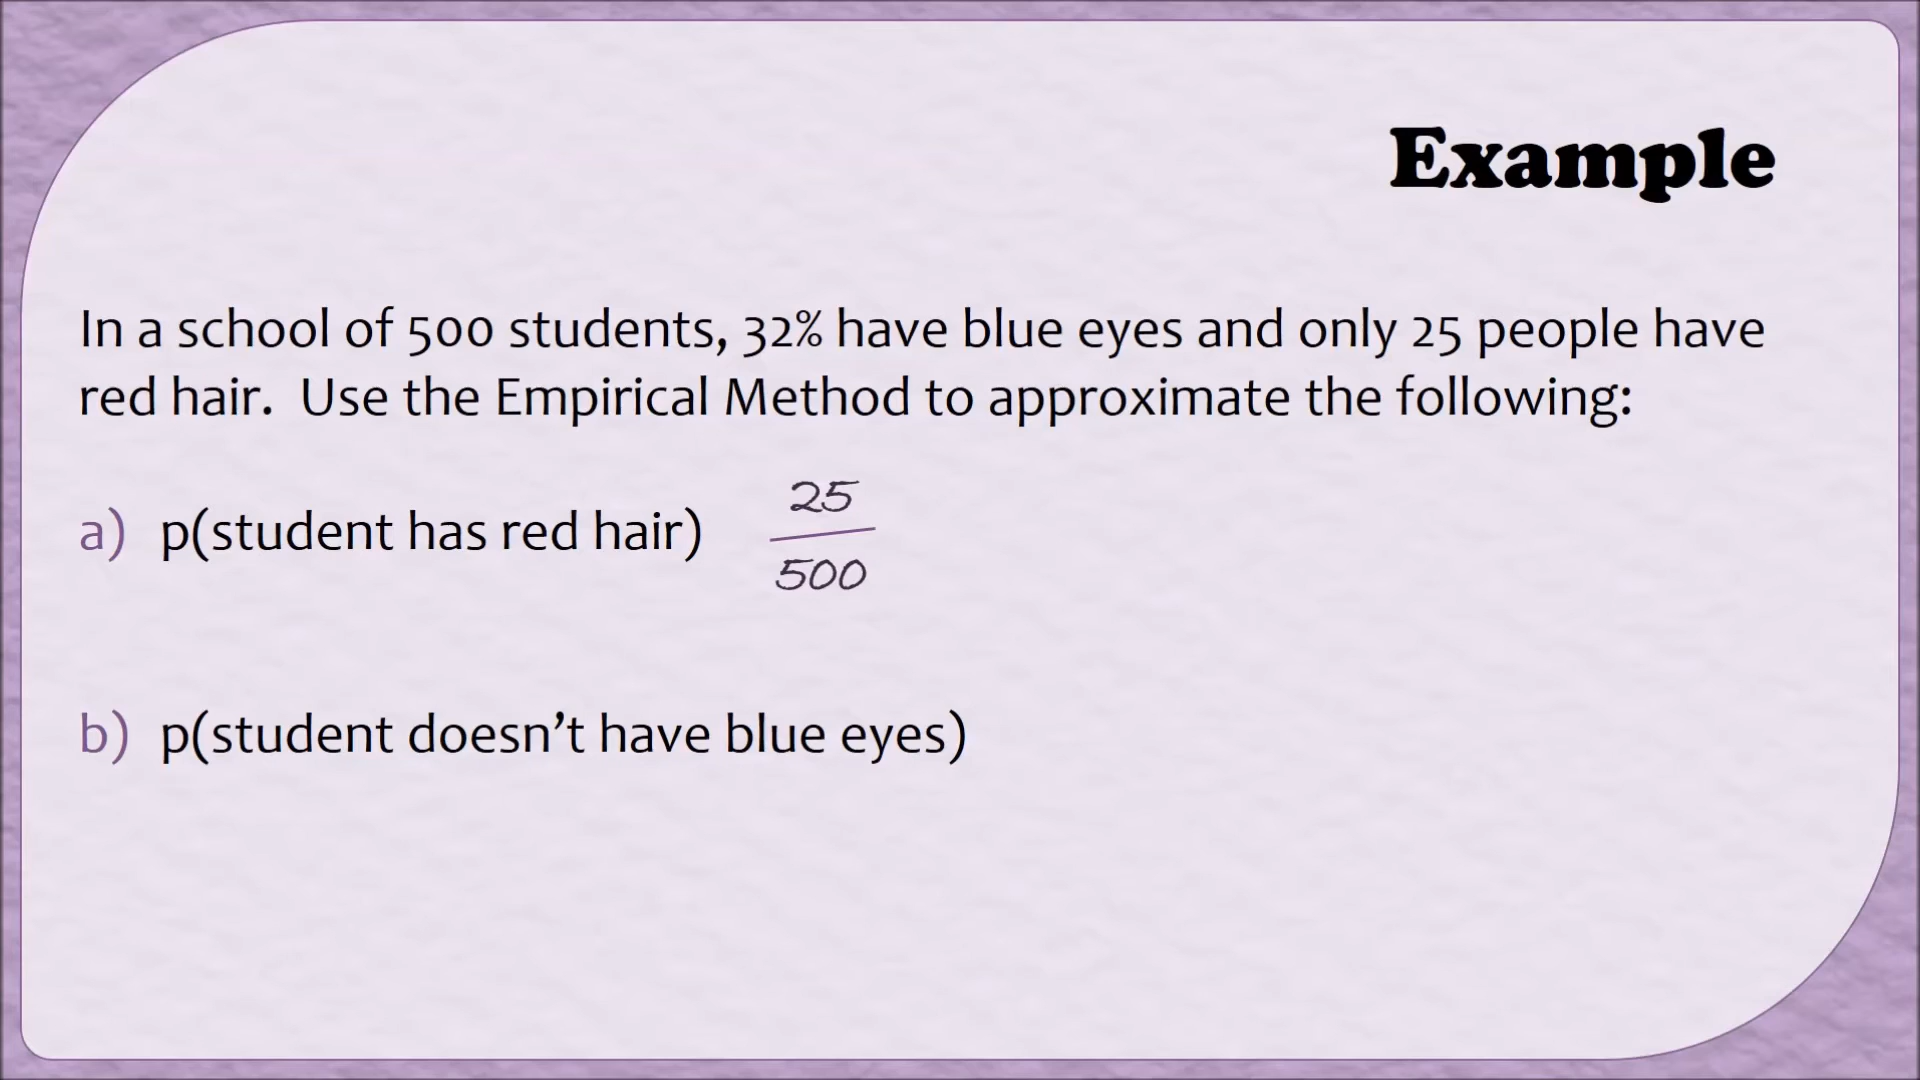 Example
In a school of 500 students, 32% have blue eyes and only 25 people have
red hair. Use the Empirical Method to approximate the following:
a) p(student has red hair) 25
500
b) p(student doesn’t have blue eyes)